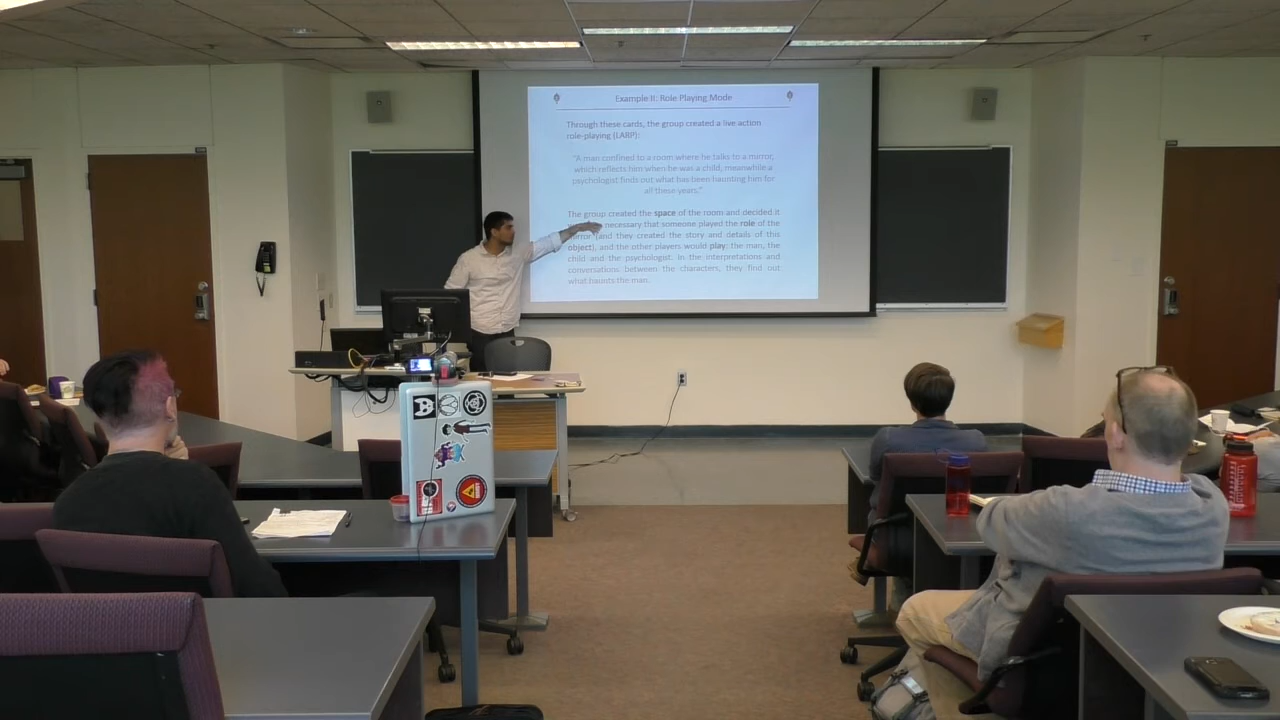 Example II: Role Playing Mode
Through these cards, the group created a live action
role-playing (LARP):
"A man confined to a room where he talks to a mirror,
which reflects him when he was a child, meanwhile a
psychologist finds out what has been haunting him for
all these years."
The group created the space of the room and decided it
necessary that someone played the role of the
mirror (and they created the story and details of this
object), and the other players would play: the man, the
child and the psychologist. In the interpretations and
conversations between the characters, they find out
what haunts the man.